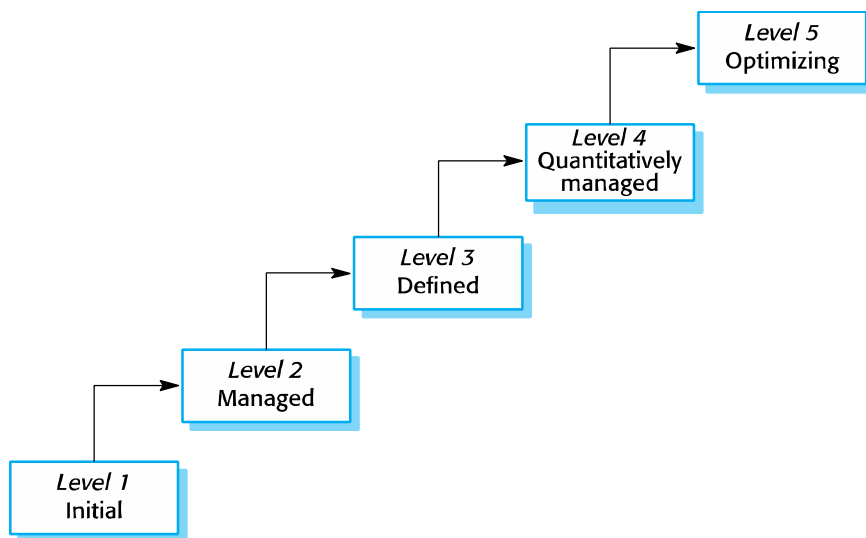 Level 5
Optimizing
Level 4
Quantitatively
managed
Level 3
Defined
Level 2
Managed
Level 1
Initial